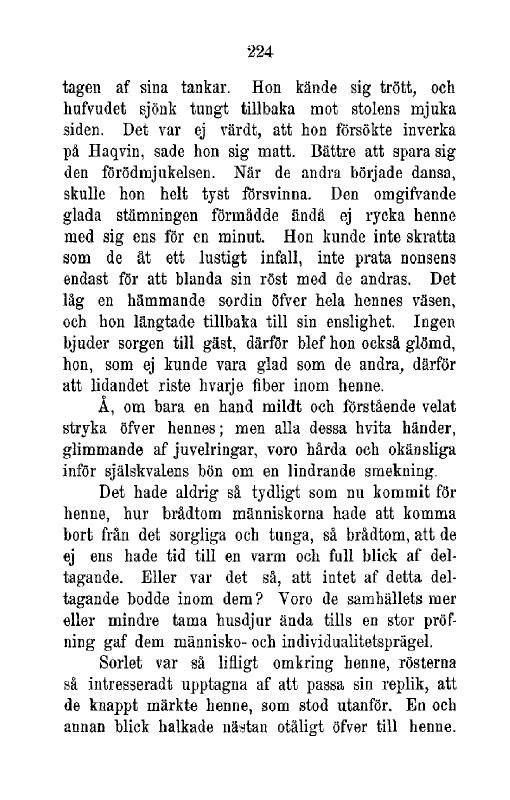 224
tagen af sina tankar. Hon kände sig trött, och
hufvudet sjönk tungt tillbaka mot stolens mjuka
siden. Det var ej värdt, att hon försökte inverka
på Haqvin, sade hon sig matt. Bättre att spara sig
den förödmjukelsen. När de andra började dansa,
skulle hon helt tyst försvinna. Den omgifvande
glada stämningen förmådde ändå ej rycka henne
med sig ens för en minut. Hon kunde inte skratta
som de åt ett lustigt infall, inte prata nonsens
endast för att blanda sin röst med de andras. Det
låg en hämmande sordin öfver hela hennes väsen,
och hon längtade tillbaka till sin enslighet. Ingen
bjuder sorgen till gäst, därför blef hon också glömd,
hon, som ej kunde vara glad som de andra, därför
att lidandet riste hvarje fiber inom henne.
Å, om bara en hand mildt och förstående velat
stryka öfver hennes; men alla dessa hvita händer,
glimmande af juvelringar, voro hårda och okänsliga
inför själskvalens bön om en lindrande smekning.
Det hade aldrig så tydligt som nu kommit för
henne, hur brådtom människorna hade att komma
bort från det sorgliga och tunga, så brådtom, att de
ej ens hade tid till en varm och full blick af del-
tagande. Eller var det så, att intet af detta del-
tagande bodde inom dem? Voro de samhällets mer
eller mindre tama husdjur ända tills en stor pröf-
ning gaf dem människo- och individualitetsprägel.
Sorlet var så lifligt omkring henne, rösterna
så intresseradt upptagna af att passa sin replik, att
de knappt märkte henne, som stod utanför. En och
annan blick halkade nästan otåligt öfver till henne.